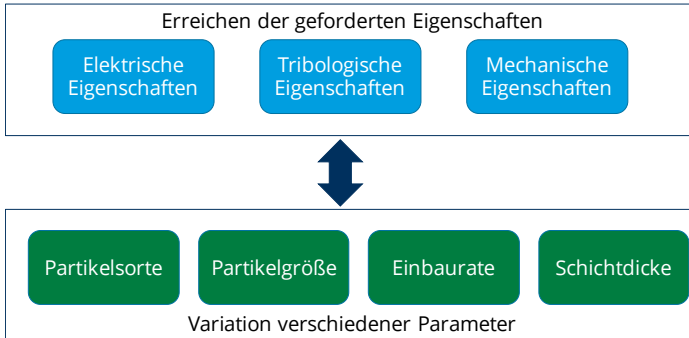 Erreichen der geforderten Eigenschaften
Elektrische
Eigenschaften
Tribologische
Eigenschaften
Mechanische
Eigenschaften
Partikelsorte
Partikelgröße
Einbaurate
Schichtdicke
Variation verschiedener Parameter